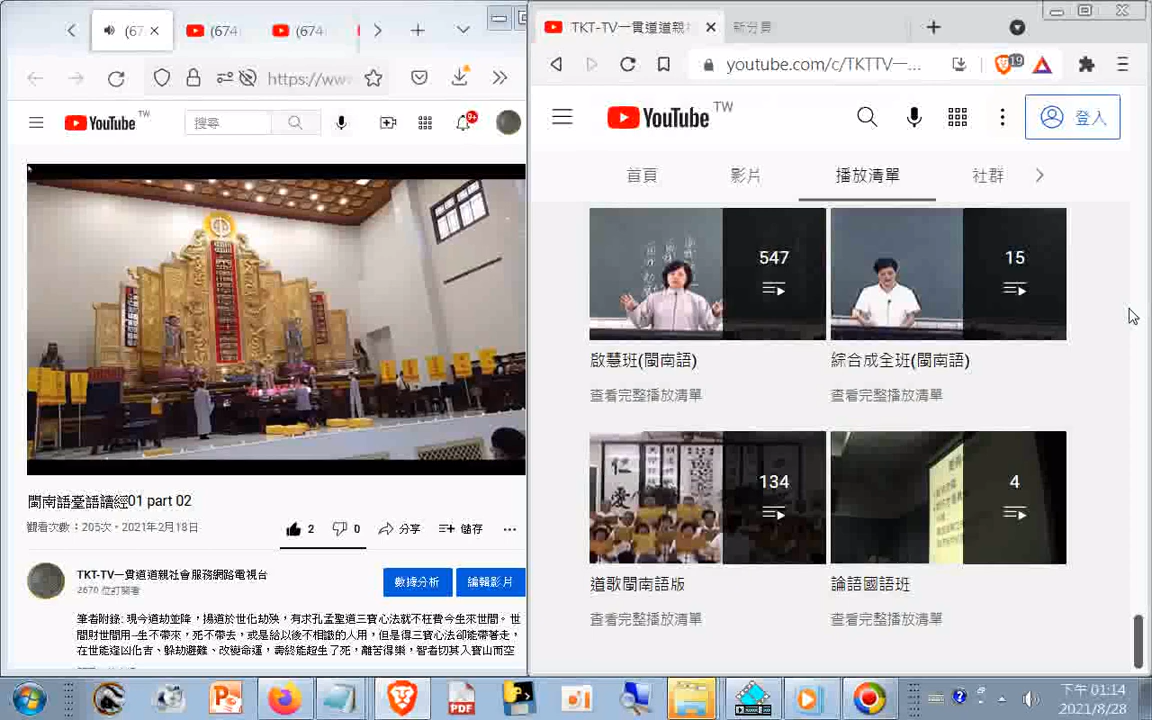 (67
(674
(674
https://www
YouTube
TW
搜尋
9+
閩南語臺語讀經01 part 02
觀看次數：205次・2021年2月18日
2
0
分享
儲存
TKT-TV一貫道道親社會服務網路電視台
2670 位訂閱者
數據分析
編輯影片
筆者附錄: 現今道劫並降，揚道於世化劫殃，有求孔孟聖道三寶心法就不枉費今生來世間。世
間財世間用一生不帶來，死不帶去，或是給以後不相識的人用，但是得三寶心法卻能帶著走，
在世能逢凶化吉、躲劫避難、改變命運，壽終能超生了死，離苦得樂，智者切其入寶山而空
TKT-TV一貫道道親
新分頁
youtube.com/c/TKTTV一...
19
YouTube
TW
登入
首頁
影片
播放清單
社群
547
15
啟慧班(閩南語)
綜合成全班(閩南語)
查看完整播放清單
查看完整播放清單
仁
愛
134
4
道歌閩南語版
論語國語班
查看完整播放清單
查看完整播放清單
PDF
下午 01:14
2021/8/28